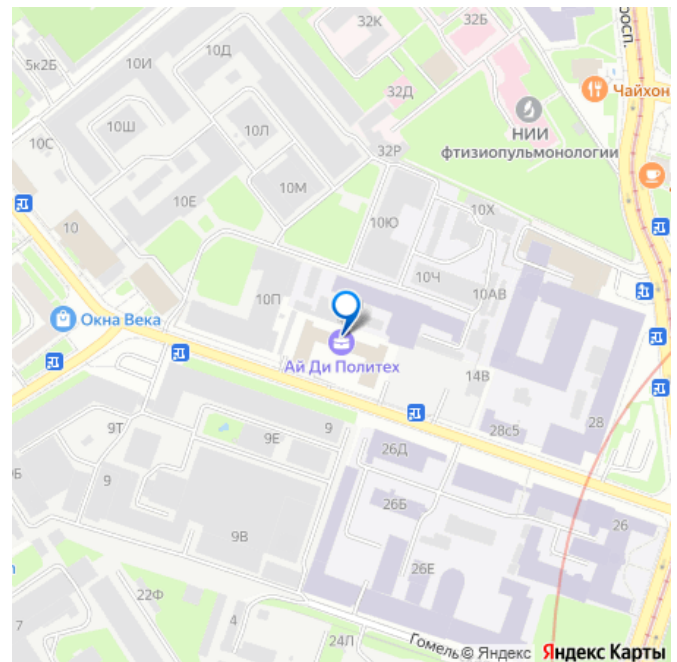 32К
32Б
просп.
10Д
5к2Б
10И
32Д
Чайхон
НИИ
фтизиопульмонологии
10Ш
10Л
10С
32Р
10М
10Е
10Х
10Ю
10
10Ч
10АВ
10П
Окна Века
Ай Ди Политех
14В
28с5
28
9Т
9Е
9
26Д
9
26Б
26
9В
26Е
22Ф
7
4
24Л
Гомель
© Яндекс
Яндекс Карты